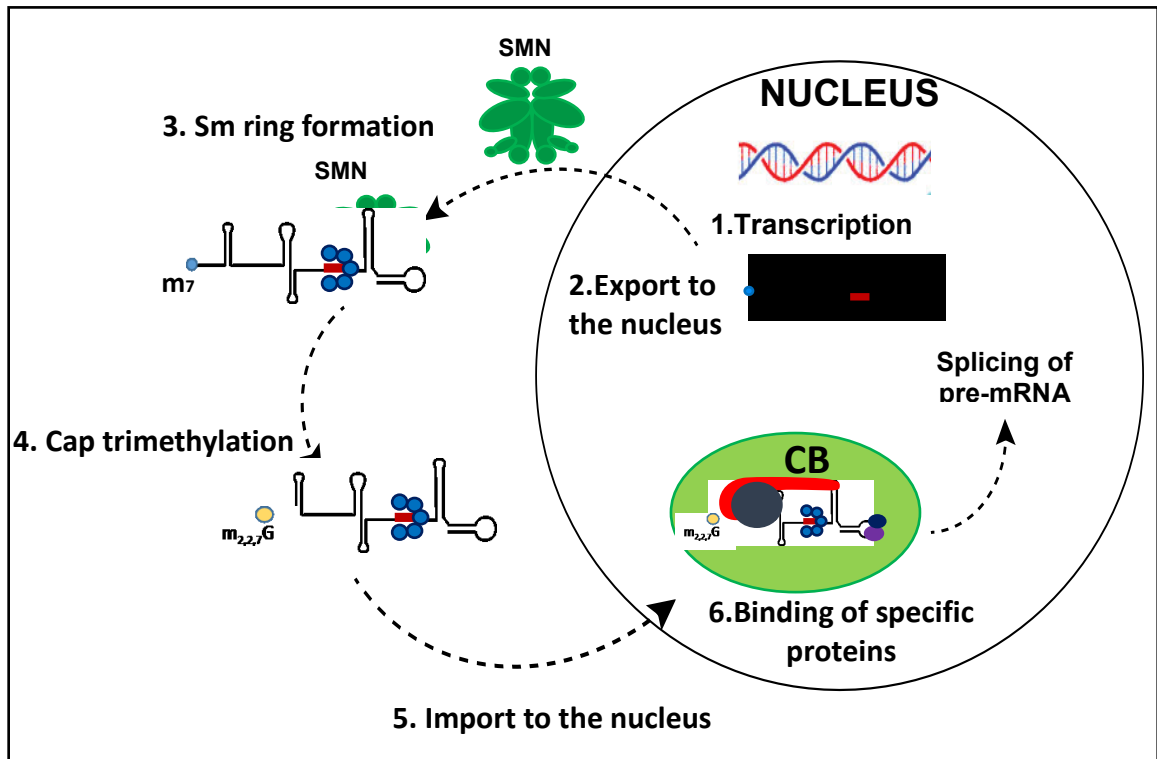 SMN
NUCLEUS
3. Sm ring formation
SMN
1.Transcription
m7
2.Export to
the nucleus
Splicing of
pre-mRNA
4. Cap trimethylation
CB
m2,2,7G
m2,2,7G
6.Binding of specific
proteins
5. Import to the nucleus